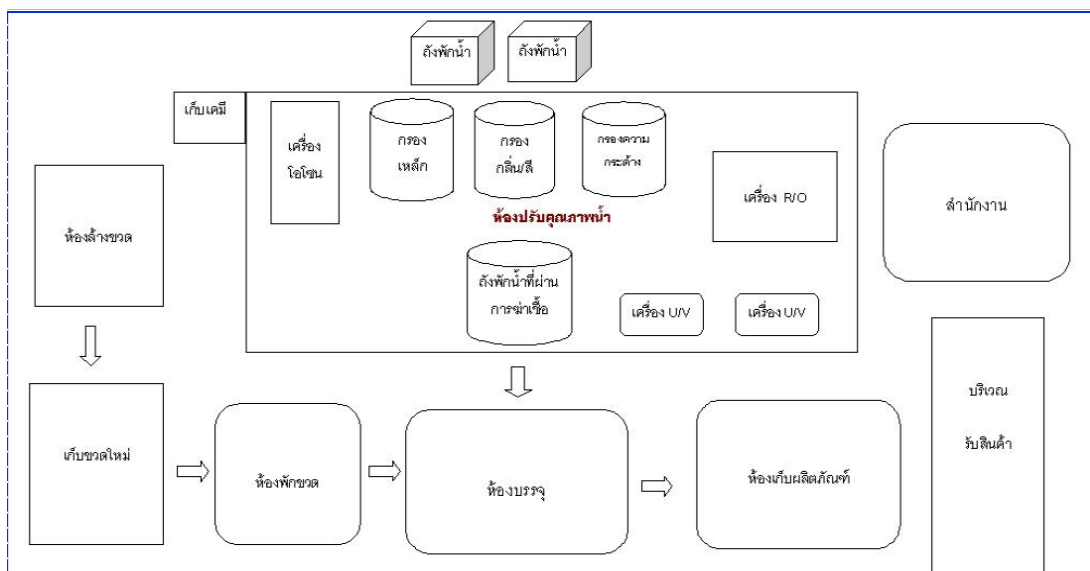 ถังพักน้ำ
ถังพักน้ำ
เก็บเคมี
เครื่อง
โอโซน
กรอง
เหล็ก
กรอง
กลิ่น/สี
กรองความ
กระด้าง
เครื่อง R/O
สำนักงาน
ห้องปรับคุณภาพน้ำ
ห้องล้างขวด
ถังพักน้ำที่ผ่าน
การฆ่าเชื้อ
เครื่อง U/V
เครื่อง U/V
เก็บขวดใหม่
ห้องพักขวด
ห้องบรรจุ
ห้องเก็บผลิตภัณฑ์
บริเวณ
รับสินค้า